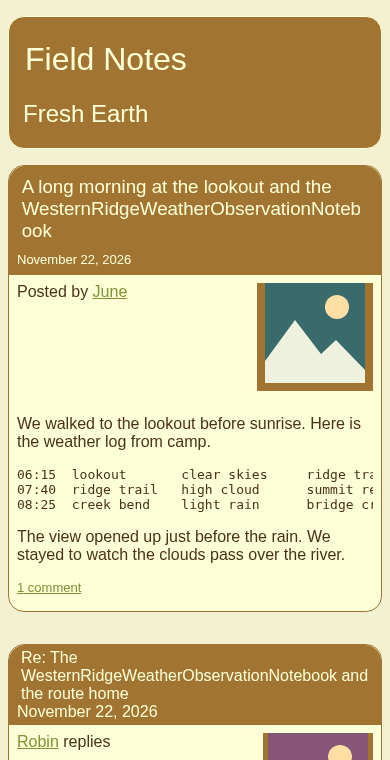 Field Notes
Fresh Earth
A long morning at the lookout and the
WesternRidgeWeatherObservationNoteb
ook
November 22, 2026
Posted by June
We walked to the lookout before sunrise. Here is
the weather log from camp.
06:15  lookout       clear skies     ridge
07:40  ridge trail   high cloud      summit
08:25  creek bend    light rain      bridge
The view opened up just before the rain. We
stayed to watch the clouds pass over the river.
1 comment
Re: The
WesternRidgeWeatherObservationNotebook and
the route home
November 22, 2026
Robin replies